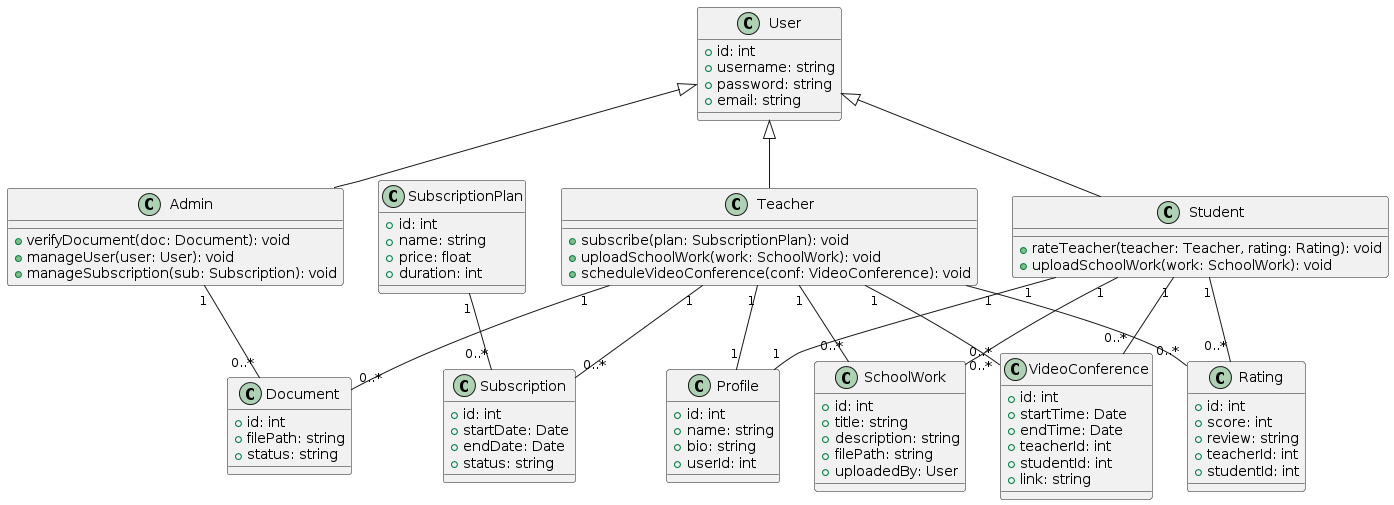 C User
id: int
username: string
password: string
email: string
C Admin
verifyDocument(doc: Document): void
manageUser(user: User): void
manageSubscription(sub: Subscription): void
C SubscriptionPlan
id: int
name: string
price: float
duration: int
C Teacher
subscribe(plan: SubscriptionPlan): void
uploadSchoolWork(work: SchoolWork): void
scheduleVideoConference(conf: VideoConference): void
C Student
rateTeacher(teacher: Teacher, rating: Rating): void
uploadSchoolWork(work: SchoolWork): void
1 1 1 1 1 1 1 1 1 1 1 1
0..* 0..* 0..* 0..* 1 1 0..* 0..* 0..* 0..* 0..* 0..*
C Document
id: int
filePath: string
status: string
C Subscription
id: int
startDate: Date
endDate: Date
status: string
C Profile
id: int
name: string
bio: string
userId: int
C SchoolWork
id: int
title: string
description: string
filePath: string
uploadedBy: User
C VideoConference
id: int
startTime: Date
endTime: Date
teacherId: int
studentId: int
link: string
C Rating
id: int
score: int
review: string
teacherId: int
studentId: int